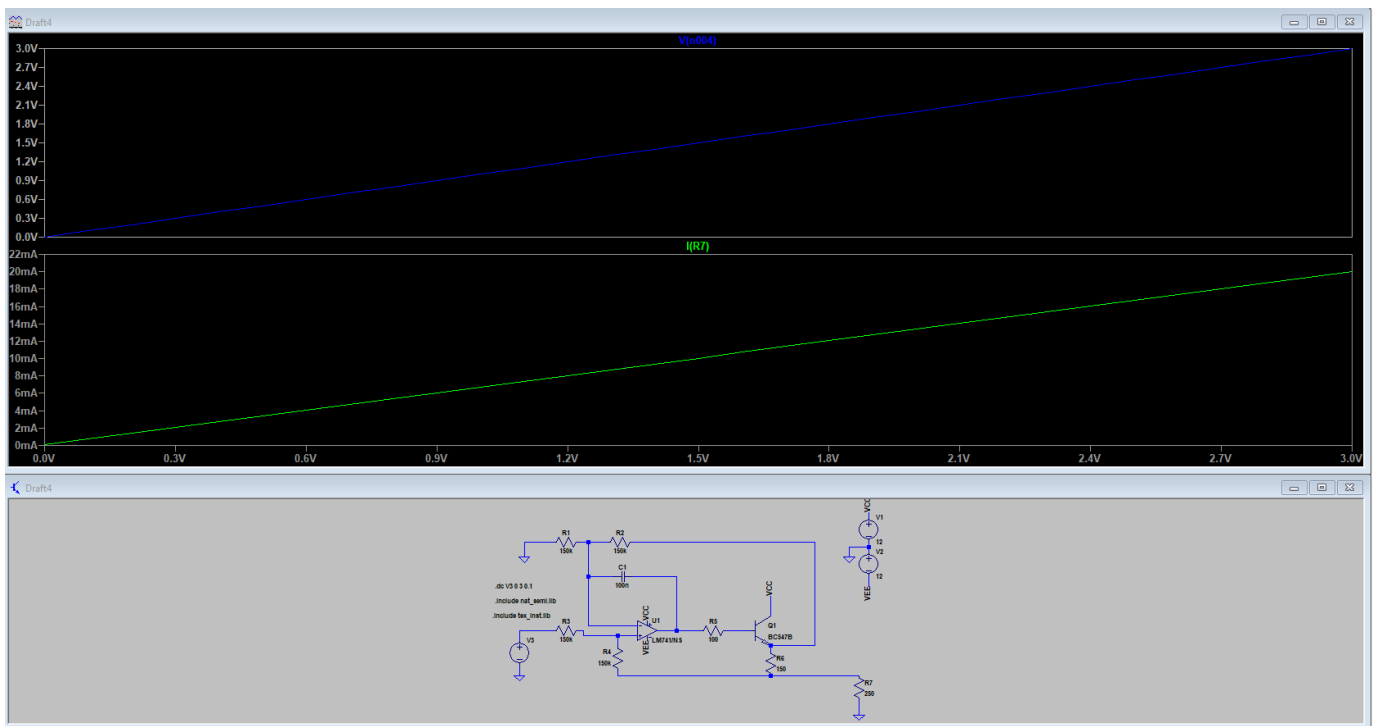 Draft4
V(n004)
3.0V
2.7V
2.4V
2.1V
1.8V
1.5V
1.2V
0.9V
0.6V
0.3V
0.0V
I(R7)
22mA
20mA
18mA
16mA
14mA
12mA
10mA
8mA
6mA
4mA
2mA
0mA
0.0V 0.3V 0.6V 0.9V 1.2V 1.5V 1.8V 2.1V 2.4V 2.7V 3.0V
Draft4
VCC
V1
12
V2
12
VEE
R1
150k
R2
150k
C1
100n
.dc V3 0 3 0.1
.include nat_semi.lib
.include tex_inst.lib
R3
150k
V3
VCC
U1
LM741/NS
VEE
R4
150k
R5
100
VCC
Q1
BC547B
R6
150
R7
250